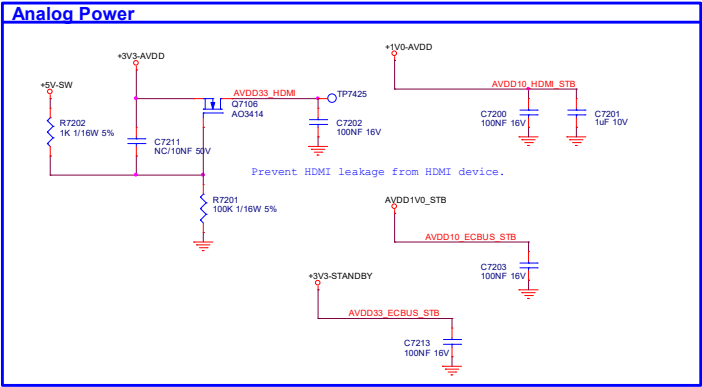 Analog Power
+3V3-AVDD
+1V0-AVDD
+5V-SW
AVDD33_HDMI
TP7425
AVDD10_HDMI_STB
Q7106
AO3414
R7202
1K 1/16W 5%
C7211
NC/10NF 50V
C7202
100NF 16V
C7200
100NF 16V
C7201
1uF 10V
Prevent HDMI leakage from HDMI device.
R7201
100K 1/16W 5%
AVDD1V0_STB
AVDD10_ECBUS_STB
C7203
100NF 16V
+3V3-STANDBY
AVDD33_ECBUS_STB
C7213
100NF 16V